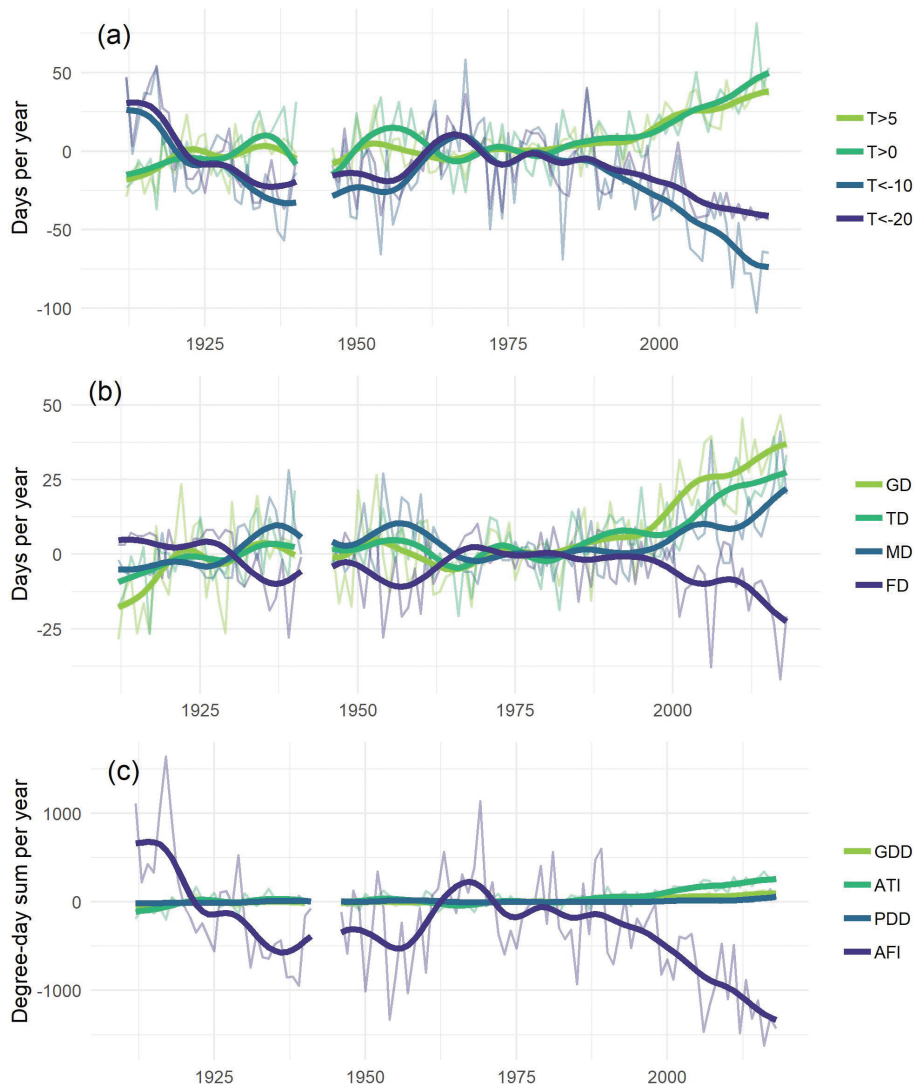 (a)
Days per year
50
0
-50
-100
1925
1950
1975
2000
T>5
T>0
T<-10
T<-20
(b)
Days per year
50
25
0
-25
1925
1950
1975
2000
GD
TD
MD
FD
(c)
Degree-day sum per year
1000
0
-1000
1925
1950
1975
2000
GDD
ATI
PDD
AFI